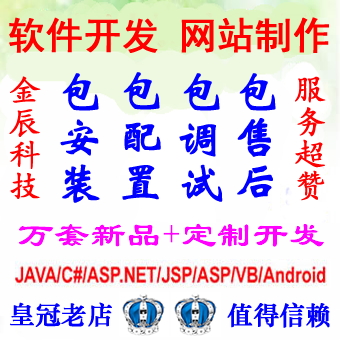 软件开发 网站制作
金辰科技
包安装
包配置
包调试
包售后
服务超赞
万套新品+定制开发
JAVA/C#/ASP.NET/JSP/ASP/VB/Android
皇冠老店 值得信赖